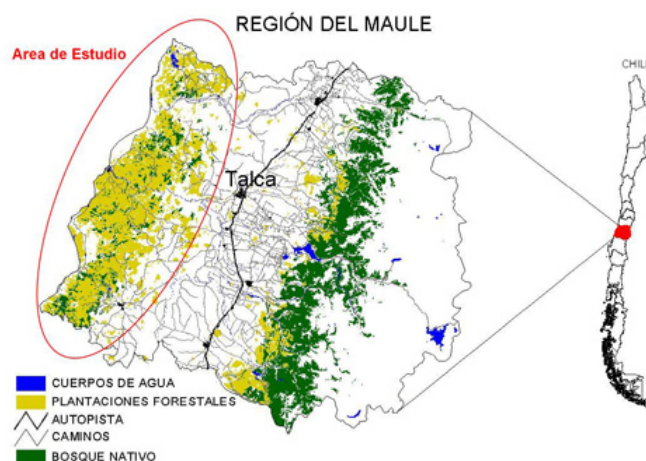 REGIÓN DEL MAULE
Area de Estudio
Talca
CUERPOS DE AGUA
PLANTACIONES FORESTALES
AUTOPISTA
CAMINOS
BOSQUE NATIVO